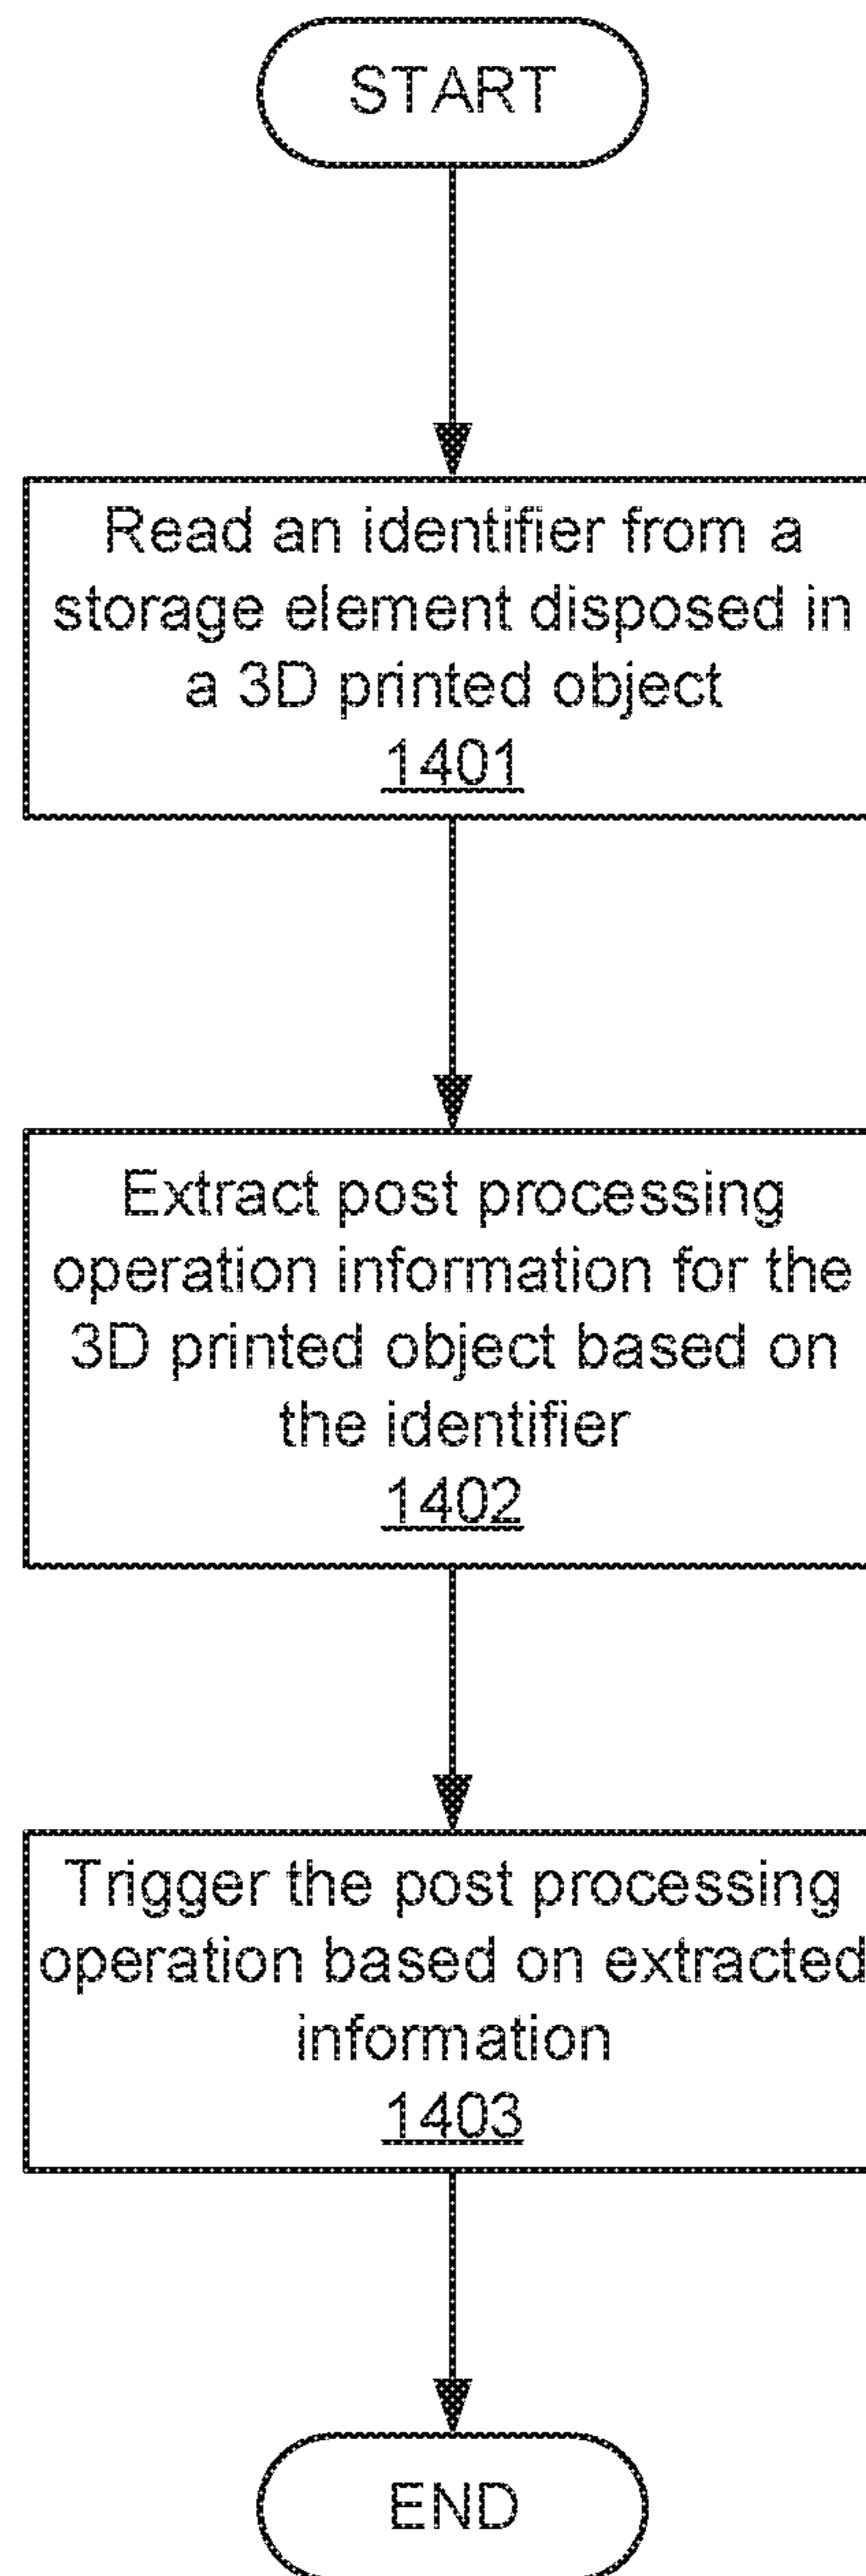 START
Read an identifier from a
storage element disposed in
a 3D printed object
1401
Extract post processing
operation information for the
3D printed object based on
the identifier
1402
Trigger the post processing
operation based on extracted
information
1403
END